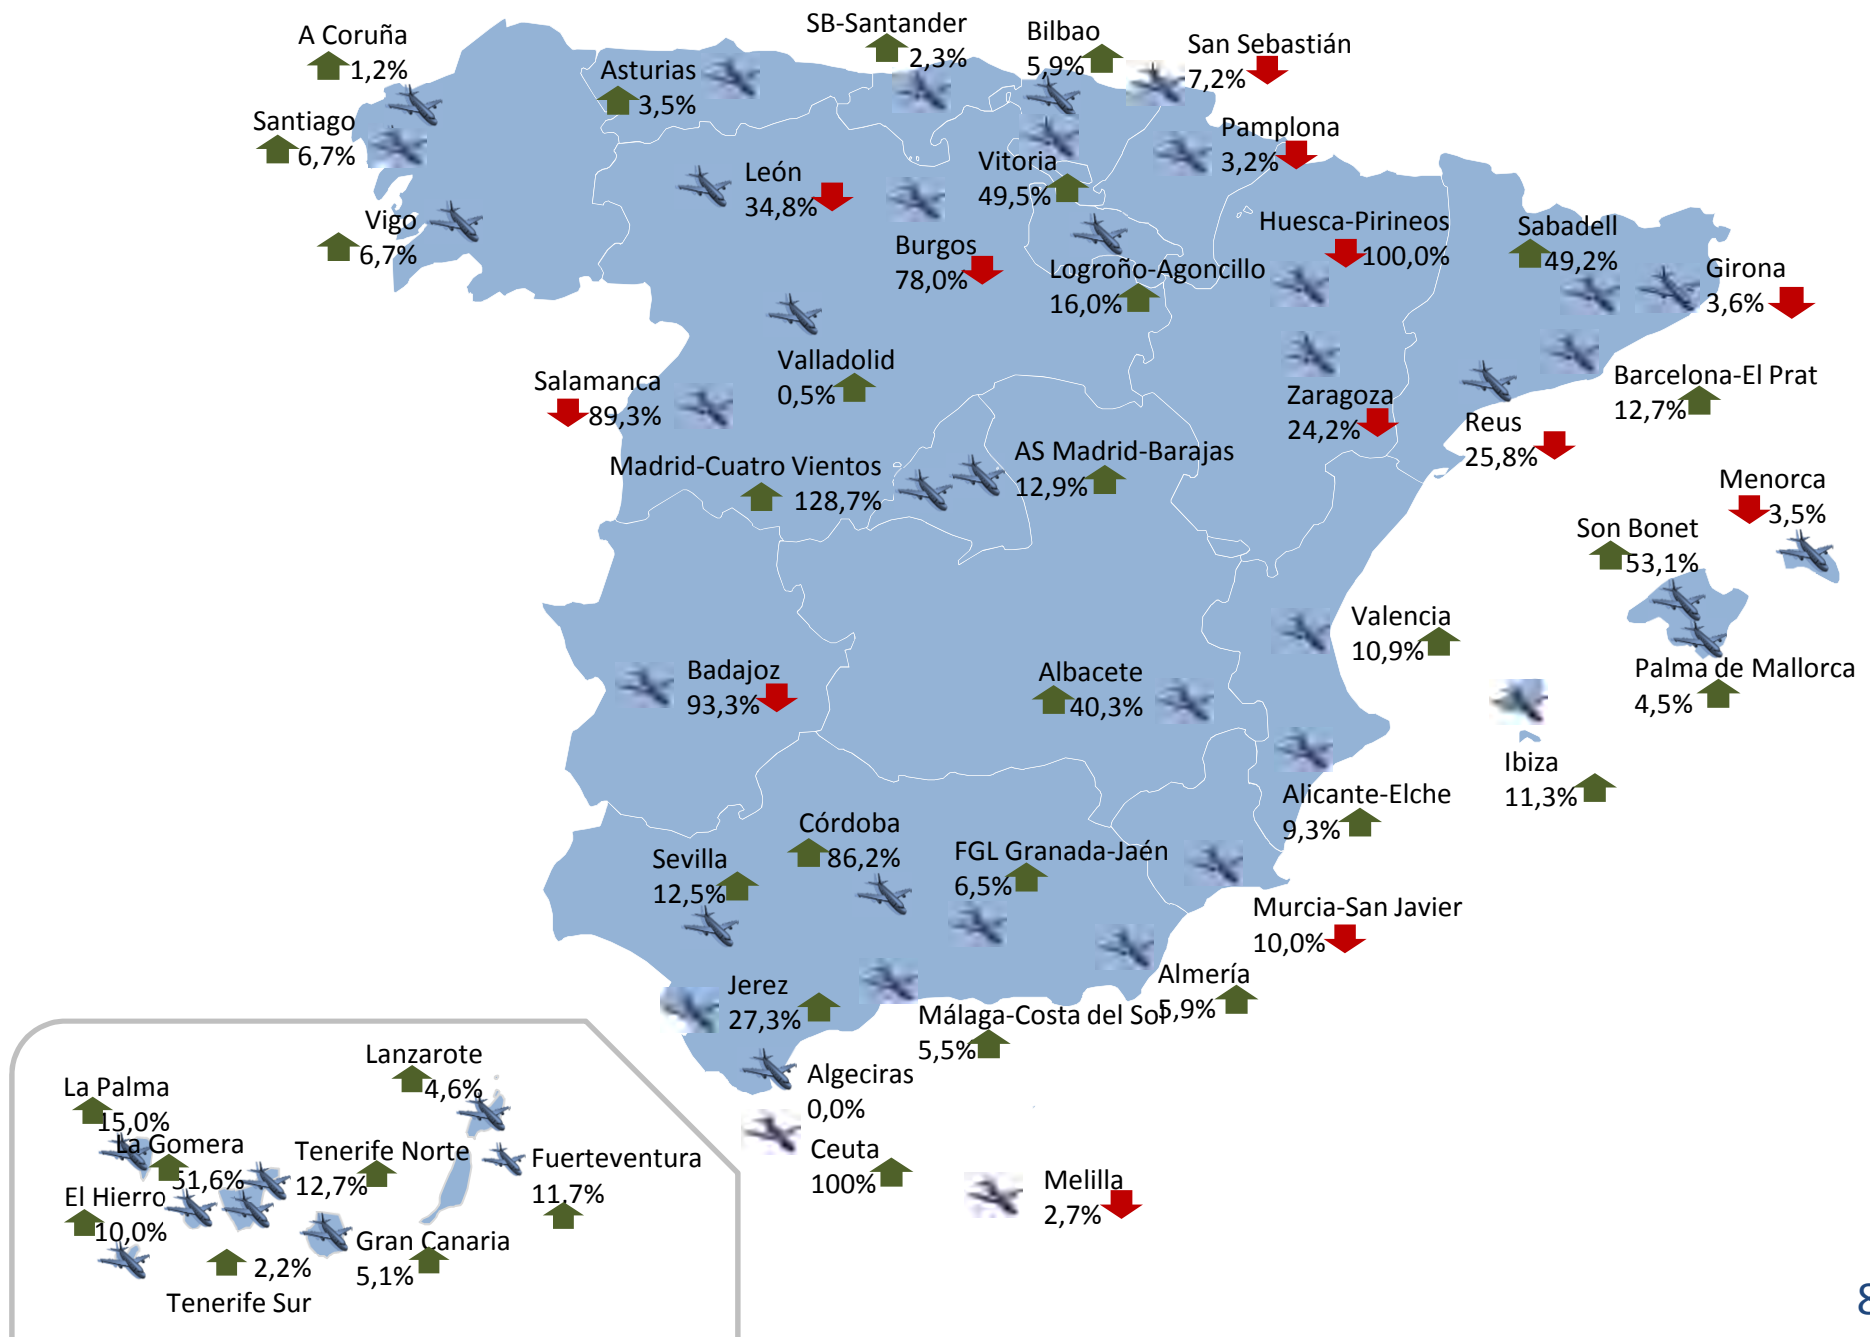 A Coruña
1,2%
SB-Santander
2,3%
Bilbao
5,9%
San Sebastián
7,2%
Asturias
3,5%
Santiago
6,7%
Pamplona
3,2%
Vitoria
49,5%
León
34,8%
Vigo
6,7%
Burgos
78,0%
Logroño-Agoncillo
16,0%
Huesca-Pirineos
100,0%
Sabadell
49,2%
Girona
3,6%
Valladolid
0,5%
Salamanca
89,3%
Zaragoza
24,2%
Barcelona-El Prat
12,7%
Reus
25,8%
Madrid-Cuatro Vientos
128,7%
AS Madrid-Barajas
12,9%
Menorca
3,5%
Son Bonet
53,1%
Valencia
10,9%
Palma de Mallorca
4,5%
Badajoz
93,3%
Albacete
40,3%
Ibiza
11,3%
Alicante-Elche
9,3%
Córdoba
86,2%
Sevilla
12,5%
FGL Granada-Jaén
6,5%
Murcia-San Javier
10,0%
Almería
5,9%
Jerez
27,3%
Málaga-Costa del Sol
5,5%
Algeciras
0,0%
Ceuta
100%
Melilla
2,7%
Lanzarote
4,6%
La Palma
15,0%
La Gomera
51,6%
Tenerife Norte
12,7%
Fuerteventura
11,7%
El Hierro
10,0%
Gran Canaria
5,1%
2,2%
Tenerife Sur
8